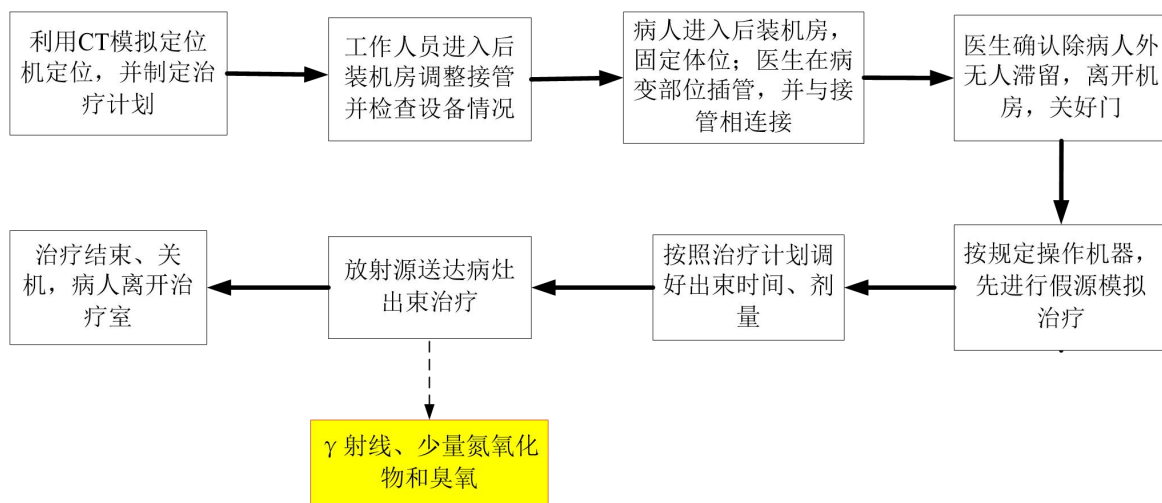 利用CT模拟定位
机定位，并制定治
疗计划
工作人员进入后
装机房调整接管
并检查设备情况
病人进入后装机房，
固定体位；医生在病
变部位插管，并与接
管相连接
医生确认除病人外
无人滞留，离开机
房，关好门
按规定操作机器，
先进行假源模拟
治疗
按照治疗计划调
好出束时间、剂
量
放射源送达病灶
出束治疗
治疗结束、关
机，病人离开治
疗室
γ射线、少量氮氧化
物和臭氧